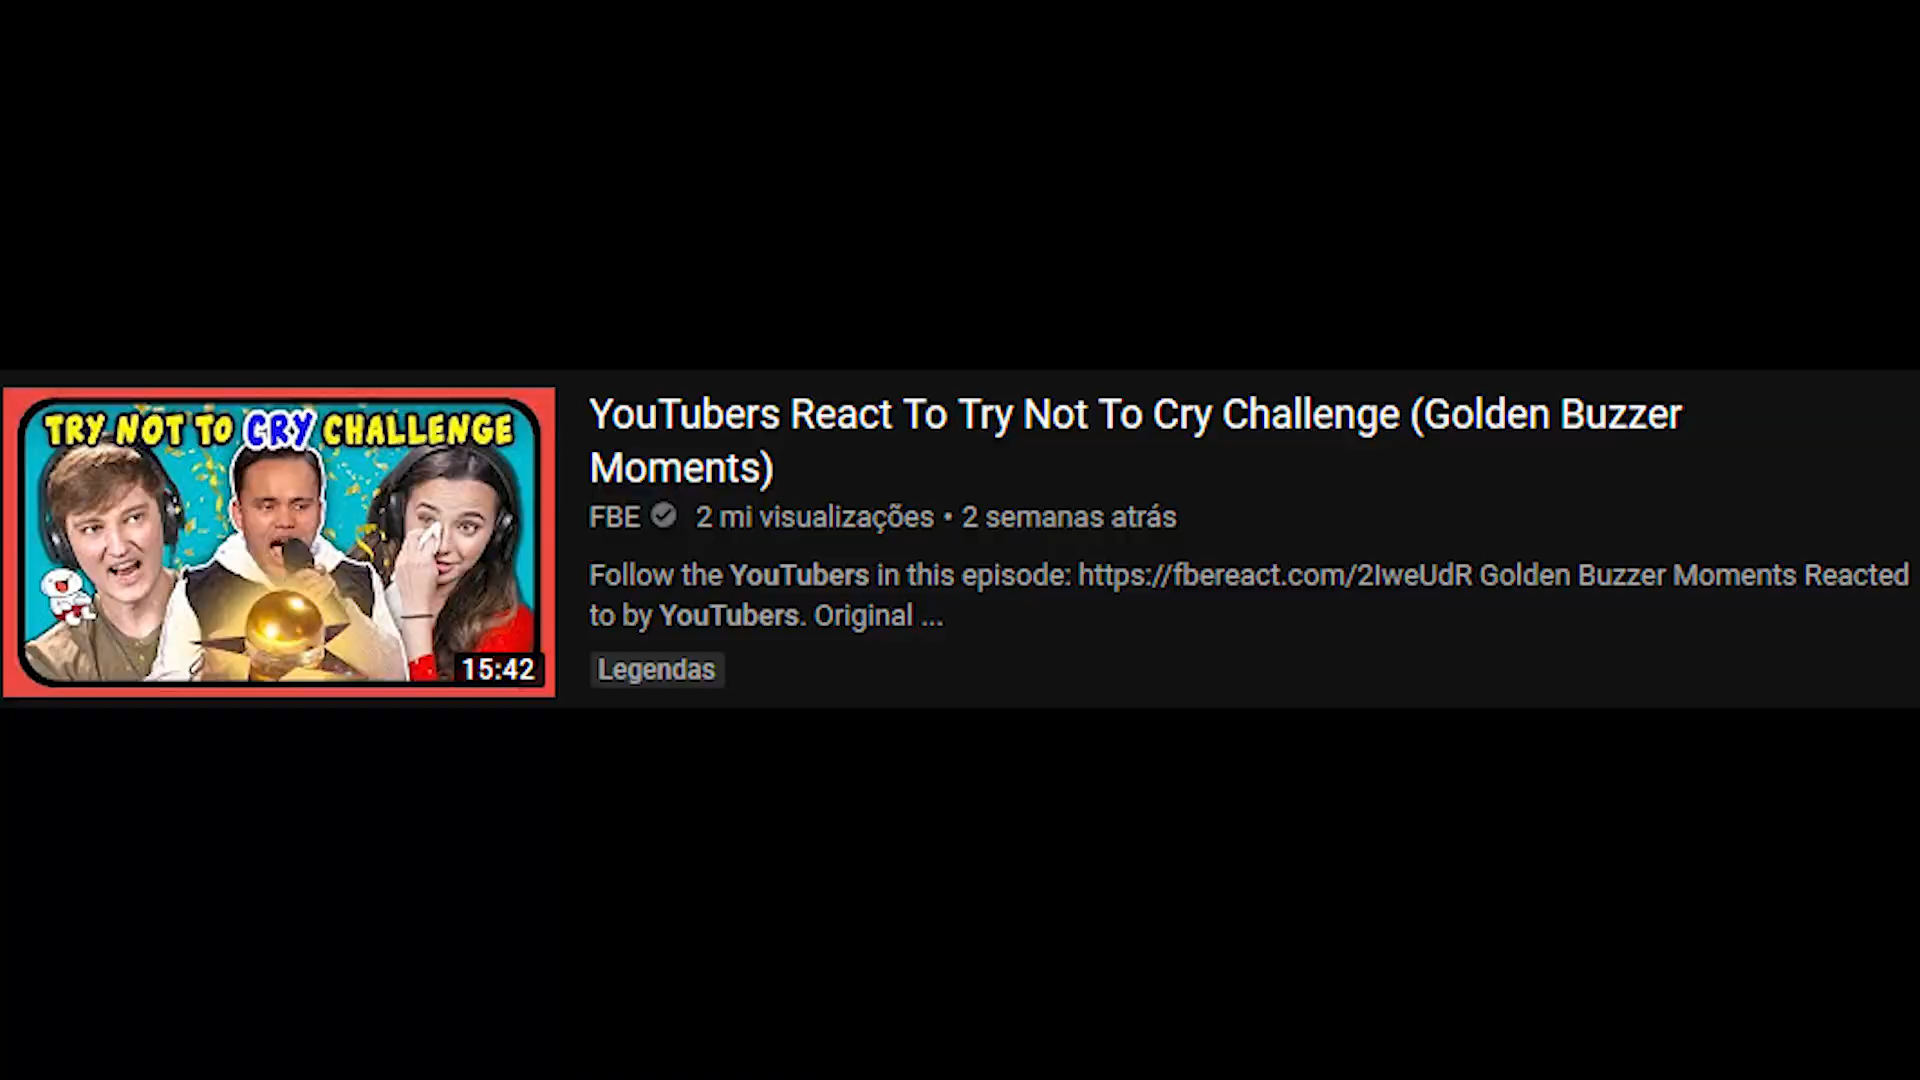 TRY NOT TO CRY CHALLENGE
15:42
YouTubers React To Try Not To Cry Challenge (Golden Buzzer
Moments)
FBE 2 mi visualizações • 2 semanas atrás
Follow the YouTubers in this episode: https://fbereact.com/2IweUdR Golden Buzzer Moments Reacted
to by YouTubers. Original ...
Legendas